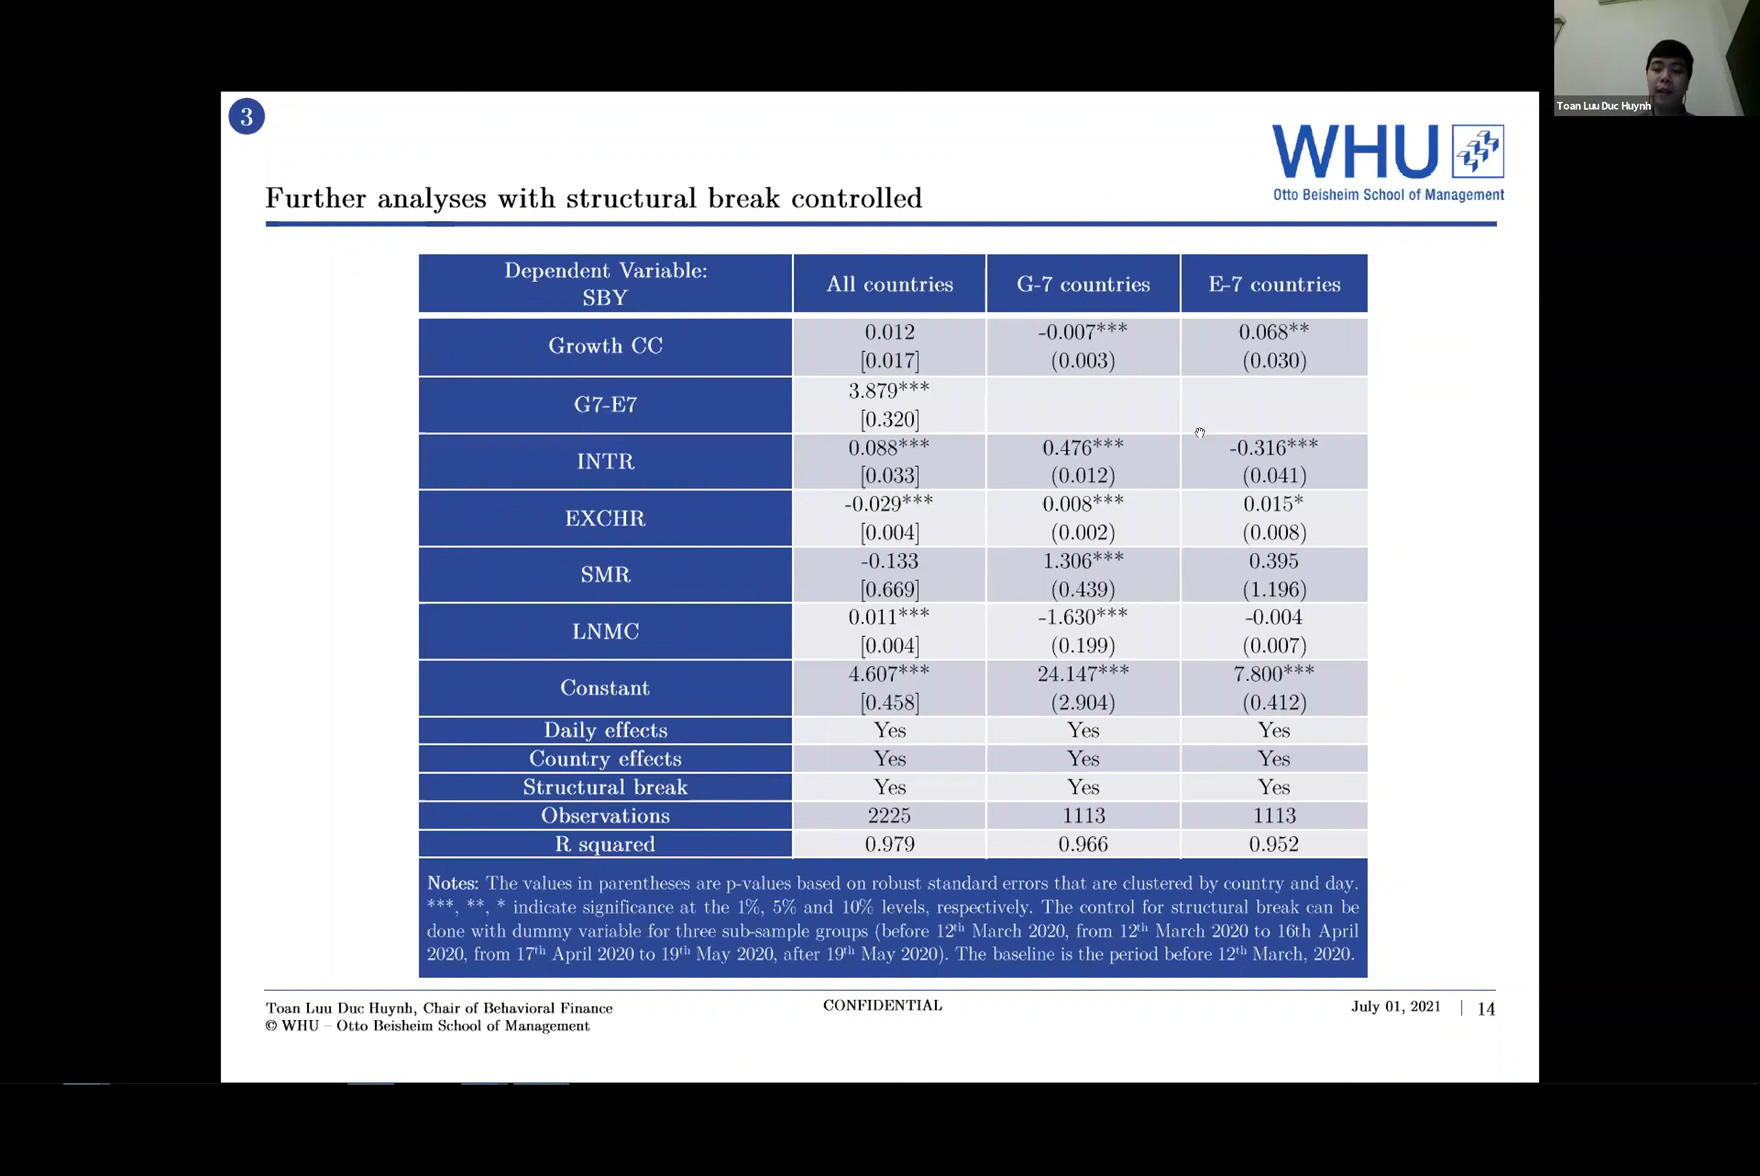 Toan Luu Duc Huynh
3
WHU
Otto Beisheim School of Management
Further analyses with structural break controlled
Dependent Variable:
SBY
All countries
G-7 countries
E-7 countries
Growth CC
0.012
[0.017]
-0.007***
(0.003)
0.068**
(0.030)
G7-E7
3.879***
[0.320]
INTR
0.088***
[0.033]
0.476***
(0.012)
-0.316***
(0.041)
EXCHR
-0.029***
[0.004]
0.008***
(0.002)
0.015*
(0.008)
SMR
-0.133
[0.669]
1.306***
(0.439)
0.395
(1.196)
LNMC
0.011***
[0.004]
-1.630***
(0.199)
-0.004
(0.007)
Constant
4.607***
[0.458]
24.147***
(2.904)
7.800***
(0.412)
Daily effects Yes Yes Yes
Country effects Yes Yes Yes
Structural break Yes Yes Yes
Observations 2225 1113 1113
R squared 0.979 0.966 0.952
Notes: The values in parentheses are p-values based on robust standard errors that are clustered by country and day.
***, **, * indicate significance at the 1%, 5% and 10% levels, respectively. The control for structural break can be
done with dummy variable for three sub-sample groups (before 12th March 2020, from 12th March 2020 to 16th April
2020, from 17th April 2020 to 19th May 2020, after 19th May 2020). The baseline is the period before 12th March, 2020.
Toan Luu Duc Huynh, Chair of Behavioral Finance
© WHU – Otto Beisheim School of Management
CONFIDENTIAL
July 01, 2021 | 14